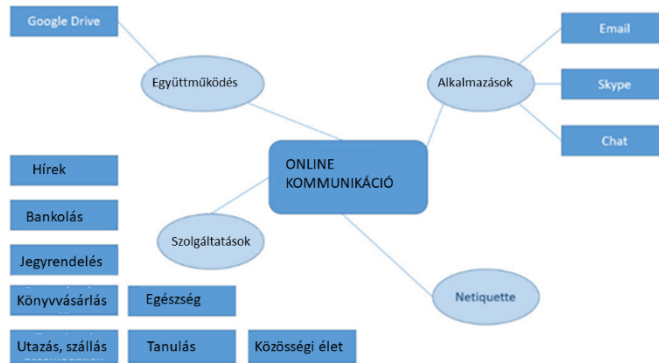 Google Drive
Együttműködés
Alkalmazások
Email
Skype
Chat
ONLINE
KOMMUNIKÁCIÓ
Hírek
Bankolás
Jegyrendelés
Könyvvásárlás
Egészség
Utazás, szállás
Tanulás
Közösségi élet
Szolgáltatások
Netiquette